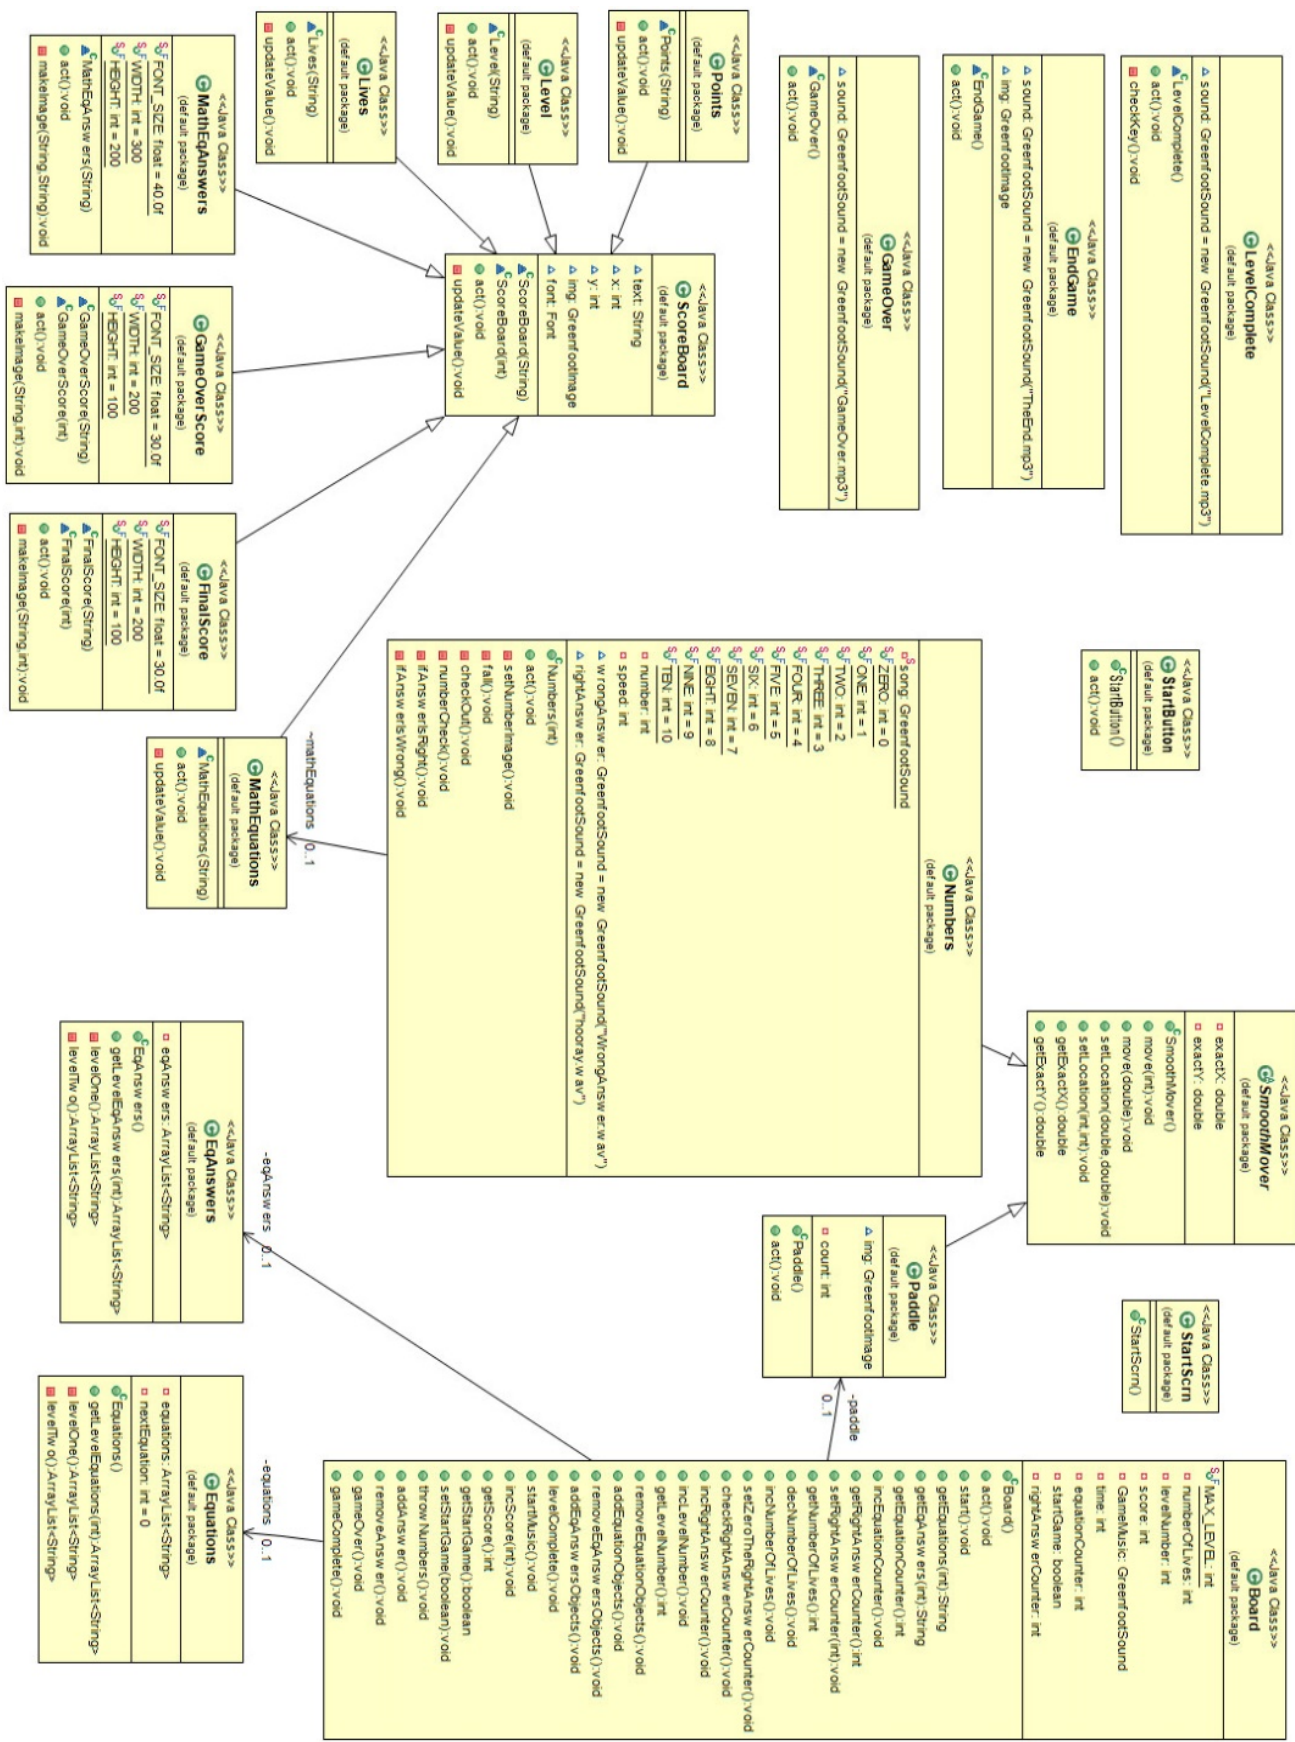 <<Java Class>>
LevelComplete
(default package)
sound: GreenfootSound = new GreenfootSound("LevelComplete.mp3")
LevelComplete()
act():void
checkKey():void
<<Java Class>>
EndGame
(default package)
sound: GreenfootSound = new GreenfootSound("TheEnd.mp3")
img: GreenfootImage
EndGame()
act():void
<<Java Class>>
GameOver
(default package)
sound: GreenfootSound = new GreenfootSound("GameOver.mp3")
GameOver()
act():void
<<Java Class>>
Points
(default package)
Points(String)
act():void
updateValue():void
<<Java Class>>
Level
(default package)
Level(String)
act():void
updateValue():void
<<Java Class>>
Lives
(default package)
Lives(String)
act():void
updateValue():void
<<Java Class>>
MathEqAnswers
(default package)
FONT_SIZE: float = 40.0f
WIDTH: int = 300
HEIGHT: int = 200
MathEqAnswers(String)
act():void
makeImage(String,String):void
<<Java Class>>
ScoreBoard
(default package)
text: String
x: int
y: int
img: GreenfootImage
font: Font
ScoreBoard(String)
ScoreBoard(int)
act():void
updateValue():void
<<Java Class>>
GameOverScore
(default package)
FONT_SIZE: float = 30.0f
WIDTH: int = 200
HEIGHT: int = 100
GameOverScore(String)
GameOverScore(int)
act():void
makeImage(String,int):void
<<Java Class>>
FinalScore
(default package)
FONT_SIZE: float = 30.0f
WIDTH: int = 200
HEIGHT: int = 100
FinalScore(String)
FinalScore(int)
act():void
makeImage(String,int):void
<<Java Class>>
StartButton
(default package)
StartButton()
act():void
<<Java Class>>
Numbers
(default package)
song: GreenfootSound
ZERO: int = 0
ONE: int = 1
TWO: int = 2
THREE: int = 3
FOUR: int = 4
FIVE: int = 5
SIX: int = 6
SEVEN: int = 7
EIGHT: int = 8
NINE: int = 9
TEN: int = 10
number: int
speed: int
wrongAnswer: GreenfootSound = new GreenfootSound("WrongAnswer.wav")
rightAnswer: GreenfootSound = new GreenfootSound("hooray.wav")
Numbers(int)
act():void
setNumberImage():void
fall():void
checkOut():void
numberCheck():void
ifAnswerIsRight():void
ifAnswerIsWrong():void
~mathEquations 0..1
<<Java Class>>
MathEquations
(default package)
MathEquations(String)
act():void
updateValue():void
<<Java Class>>
SmoothMover
(default package)
exactX: double
exactY: double
SmoothMover()
move(int):void
move(double):void
setLocation(double,double):void
setLocation(int,int):void
getExactX():double
getExactY():double
<<Java Class>>
Paddle
(default package)
img: GreenfootImage
count: int
Paddle()
act():void
-paddle
0..1
<<Java Class>>
EqAnswers
(default package)
eqAnswers: ArrayList<String>
EqAnswers()
getLevelEqAnswers(int):ArrayList<String>
levelOne():ArrayList<String>
levelTwo():ArrayList<String>
-eqAnswers 0..1
<<Java Class>>
StartScrn
(default package)
StartScrn()
<<Java Class>>
Board
(default package)
MAX_LEVEL: int
numberOfLives: int
levelNumber: int
score: int
GameMusic: GreenfootSound
time: int
equationCounter: int
startGame: boolean
rightAnswerCounter: int
Board()
act():void
start():void
getEquations(int):String
getEqAnswers(int):String
getEquationCounter():int
incEquationCounter():void
getRightAnswerCounter():int
setRightAnswerCounter(int):void
getNumberOfLives():int
decNumberOfLives():void
incNumberOfLives():void
setZeroTheRightAnswerCounter():void
checkRightAnswerCounter():void
incRightAnswerCounter():void
incLevelNumber():void
getLevelNumber():int
removeEquationObjects():void
addEquationObjects():void
removeEqAnswersObjects():void
addEqAnswersObjects():void
levelComplete():void
startMusic():void
incScore(int):void
getScore():int
getStartGame():boolean
setStartGame(boolean):void
throwNumbers():void
addAnswer():void
removeAnswer():void
gameOver():void
gameComplete():void
-equations 0..1
<<Java Class>>
Equations
(default package)
equations: ArrayList<String>
nextEquation: int = 0
Equations()
getLevelEquations(int):ArrayList<String>
levelOne():ArrayList<String>
levelTwo():ArrayList<String>